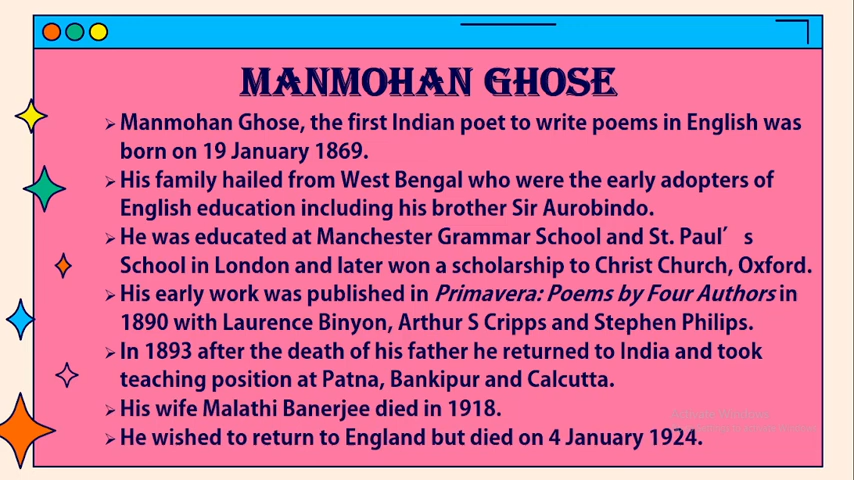 MANMOHAN GHOSE
➢Manmohan Ghose, the first Indian poet to write poems in English was
born on 19 January 1869.
➢His family hailed from West Bengal who were the early adopters of
English education including his brother Sir Aurobindo.
➢He was educated at Manchester Grammar School and St. Paul’ s
School in London and later won a scholarship to Christ Church, Oxford.
➢His early work was published in Primavera: Poems by Four Authors in
1890 with Laurence Binyon, Arthur S Cripps and Stephen Philips.
➢In 1893 after the death of his father he returned to India and took
teaching position at Patna, Bankipur and Calcutta.
➢His wife Malathi Banerjee died in 1918.
➢He wished to return to England but died on 4 January 1924.
Activate Windows